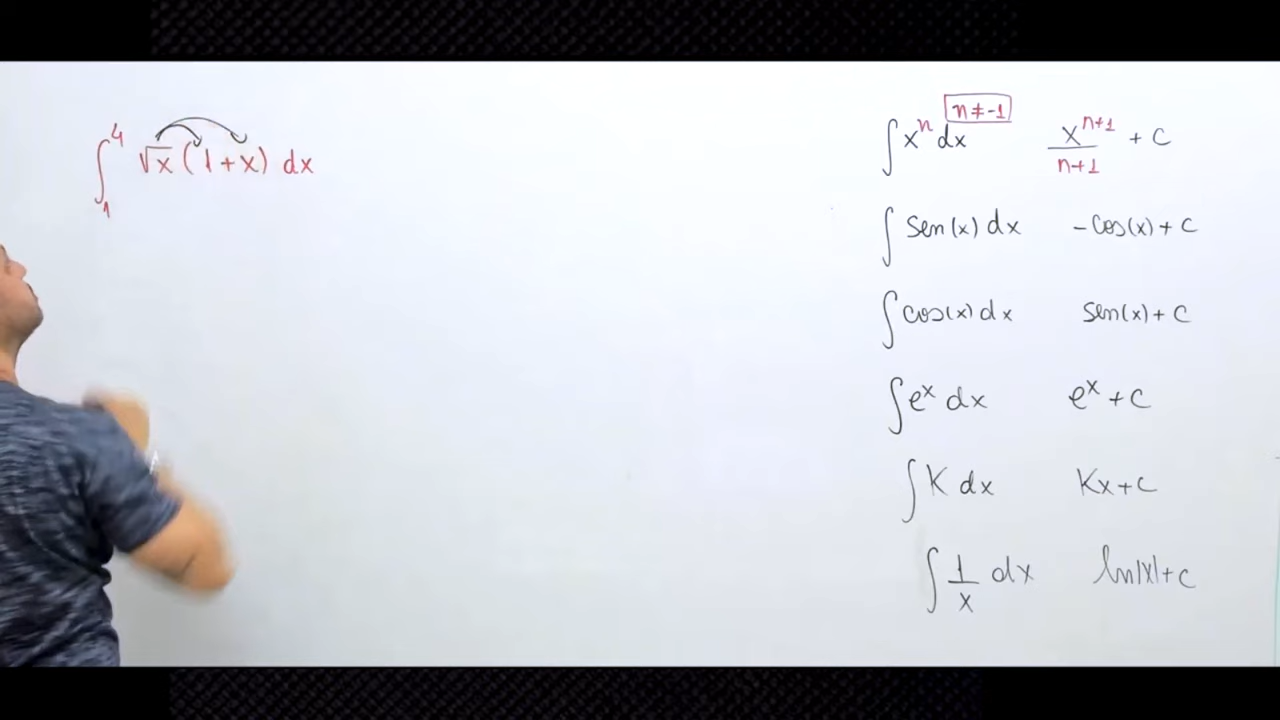 ∫₁⁴ √x (1+x) dx
∫ xⁿ dx n≠-1 xⁿ⁺¹/n+1 + c
∫ Sen(x) dx -Cos(x) + c
∫ cos(x) dx sen(x) + c
∫ eˣ dx eˣ + c
∫ K dx Kx + c
∫ 1/x dx ln|x| + c